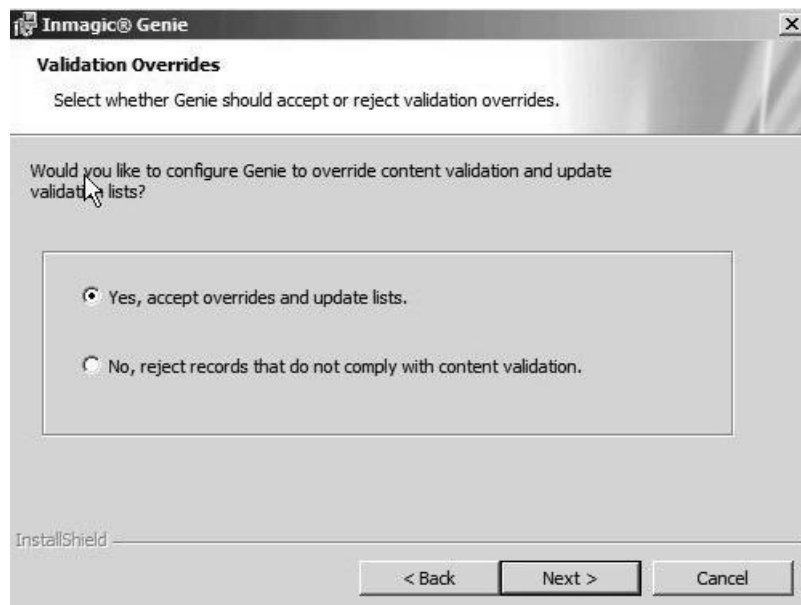 Inmagic® Genie
Validation Overrides
Select whether Genie should accept or reject validation overrides.
Would you like to configure Genie to override content validation and update
validation lists?
Yes, accept overrides and update lists.
No, reject records that do not comply with content validation.
InstallShield
< Back Next > Cancel